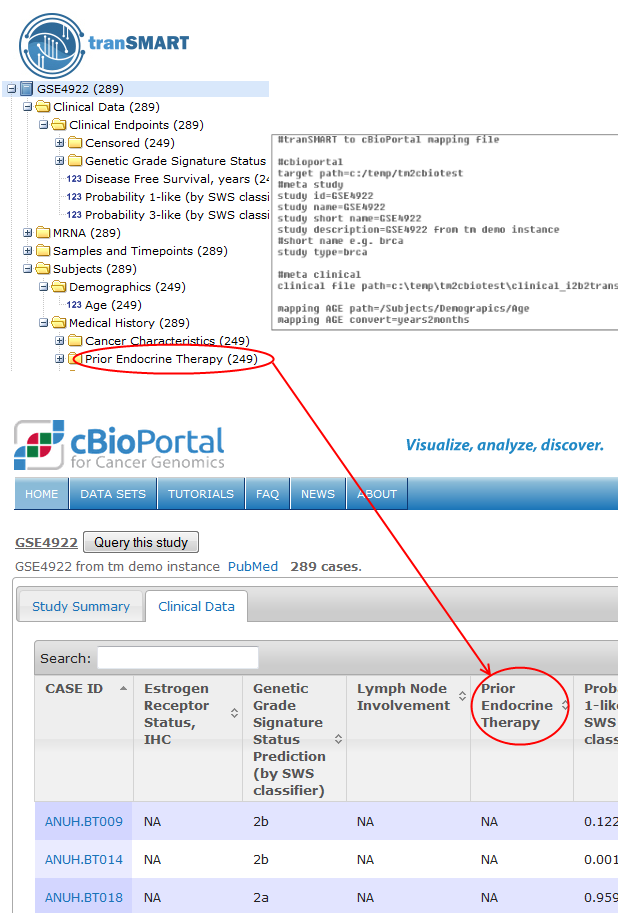 tranSMART
GSE4922 (289)
Clinical Data (289)
Clinical Endpoints (289)
Censored (249)
Genetic Grade Signature Status
123 Disease Free Survival, years (24
123 Probability 1-like (by SWS classi
123 Probability 3-like (by SWS classi
MRNA (289)
Samples and Timepoints (289)
Subjects (289)
Demographics (249)
123 Age (249)
Medical History (289)
Cancer Characteristics (249)
Prior Endocrine Therapy (249)
#tranSMART to cBioPortal mapping file
#cbioportal
target path=c:/temp/tm2cbiotest
#meta study
study id=GSE4922
study name=GSE4922
study short name=GSE4922
study description=GSE4922 from tm demo instance
#short name e.g. brca
study type=brca
#meta clinical
clinical file path=c:\temp\tm2cbiotest\clinical_i2b2trans
mapping AGE path=/Subjects/Demograpics/Age
mapping AGE convert=years2months
cBioPortal
for Cancer Genomics
Visualize, analyze, discover.
HOME DATA SETS TUTORIALS FAQ NEWS ABOUT
GSE4922 Query this study
GSE4922 from tm demo instance PubMed 289 cases.
Study Summary Clinical Data
Search:
CASE ID
Estrogen
Receptor
Status,
IHC
Genetic
Grade
Signature
Status
Prediction
(by SWS
classifier)
Lymph Node
Involvement
Prior
Endocrine
Therapy
Prob
1-like
SWS
class
ANUH.BT009 NA 2b NA NA 0.122
ANUH.BT014 NA 2b NA NA 0.001
ANUH.BT018 NA 2a NA NA 0.959